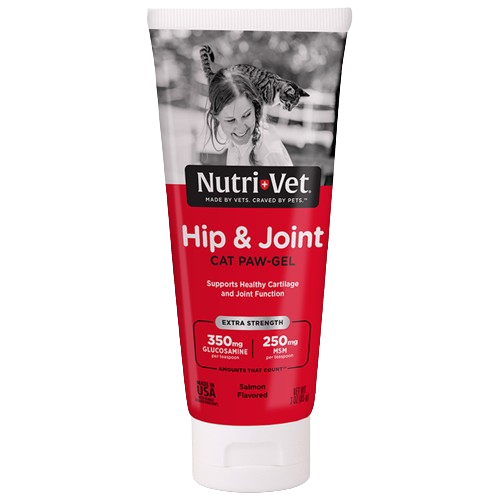 Nutri+Vet.
MADE BY VETS. CRAVED BY PETS.™
Hip & Joint
CAT PAW-GEL
Supports Healthy Cartilage
and Joint Function
EXTRA STRENGTH
350mg
GLUCOSAMINE
per teaspoon
250mg
MSM
per teaspoon
AMOUNTS THAT COUNT™
MADE IN
USA
Salmon
Flavored
NET WT